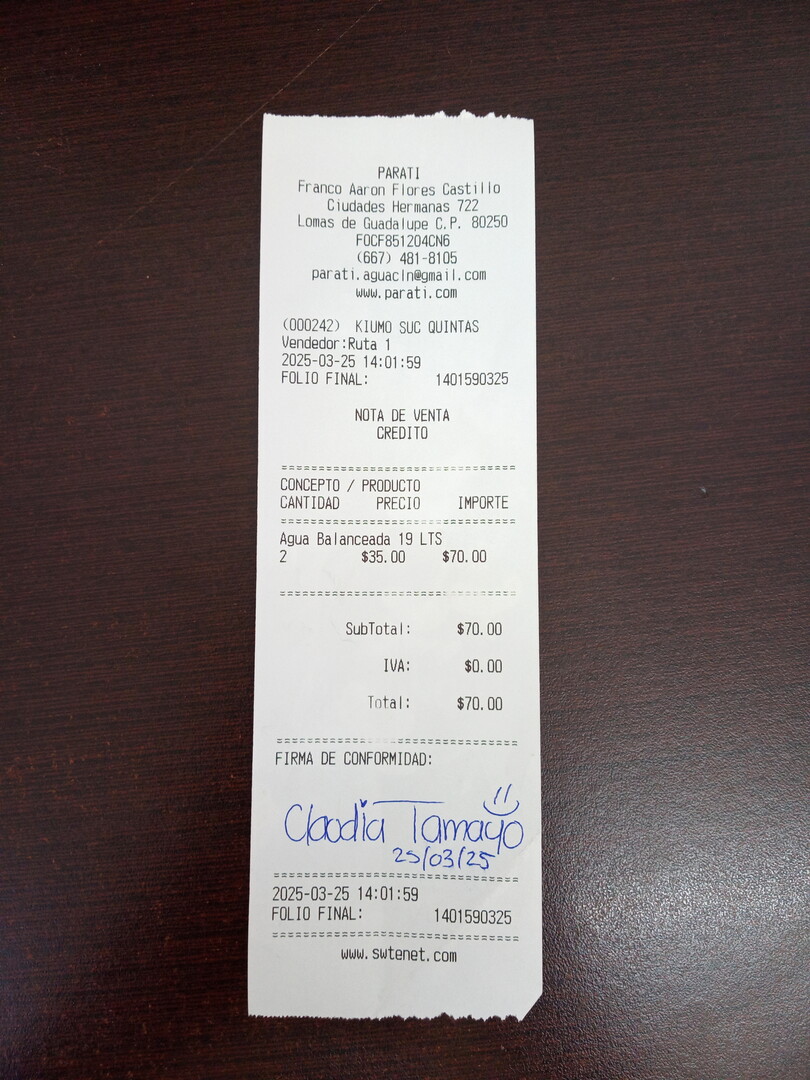 PARATI
Franco Aaron Flores Castillo
Ciudades Hermanas 722
Lomas de Guadalupe C.P. 80250
FOCF851204CN6
(667) 481-8105
parati.aguacln@gmail.com
www.parati.com
(000242) KIUMO SUC QUINTAS
Vendedor:Ruta 1
2025-03-25 14:01:59
FOLIO FINAL: 1401590325
NOTA DE VENTA
CREDITO
CONCEPTO / PRODUCTO
CANTIDAD PRECIO IMPORTE
Agua Balanceada 19 LTS
2 $35.00 $70.00
SubTotal: $70.00
IVA: $0.00
Total: $70.00
FIRMA DE CONFORMIDAD:
Claudia Tamayo
25/03/25
2025-03-25 14:01:59
FOLIO FINAL: 1401590325
www.swtenet.com